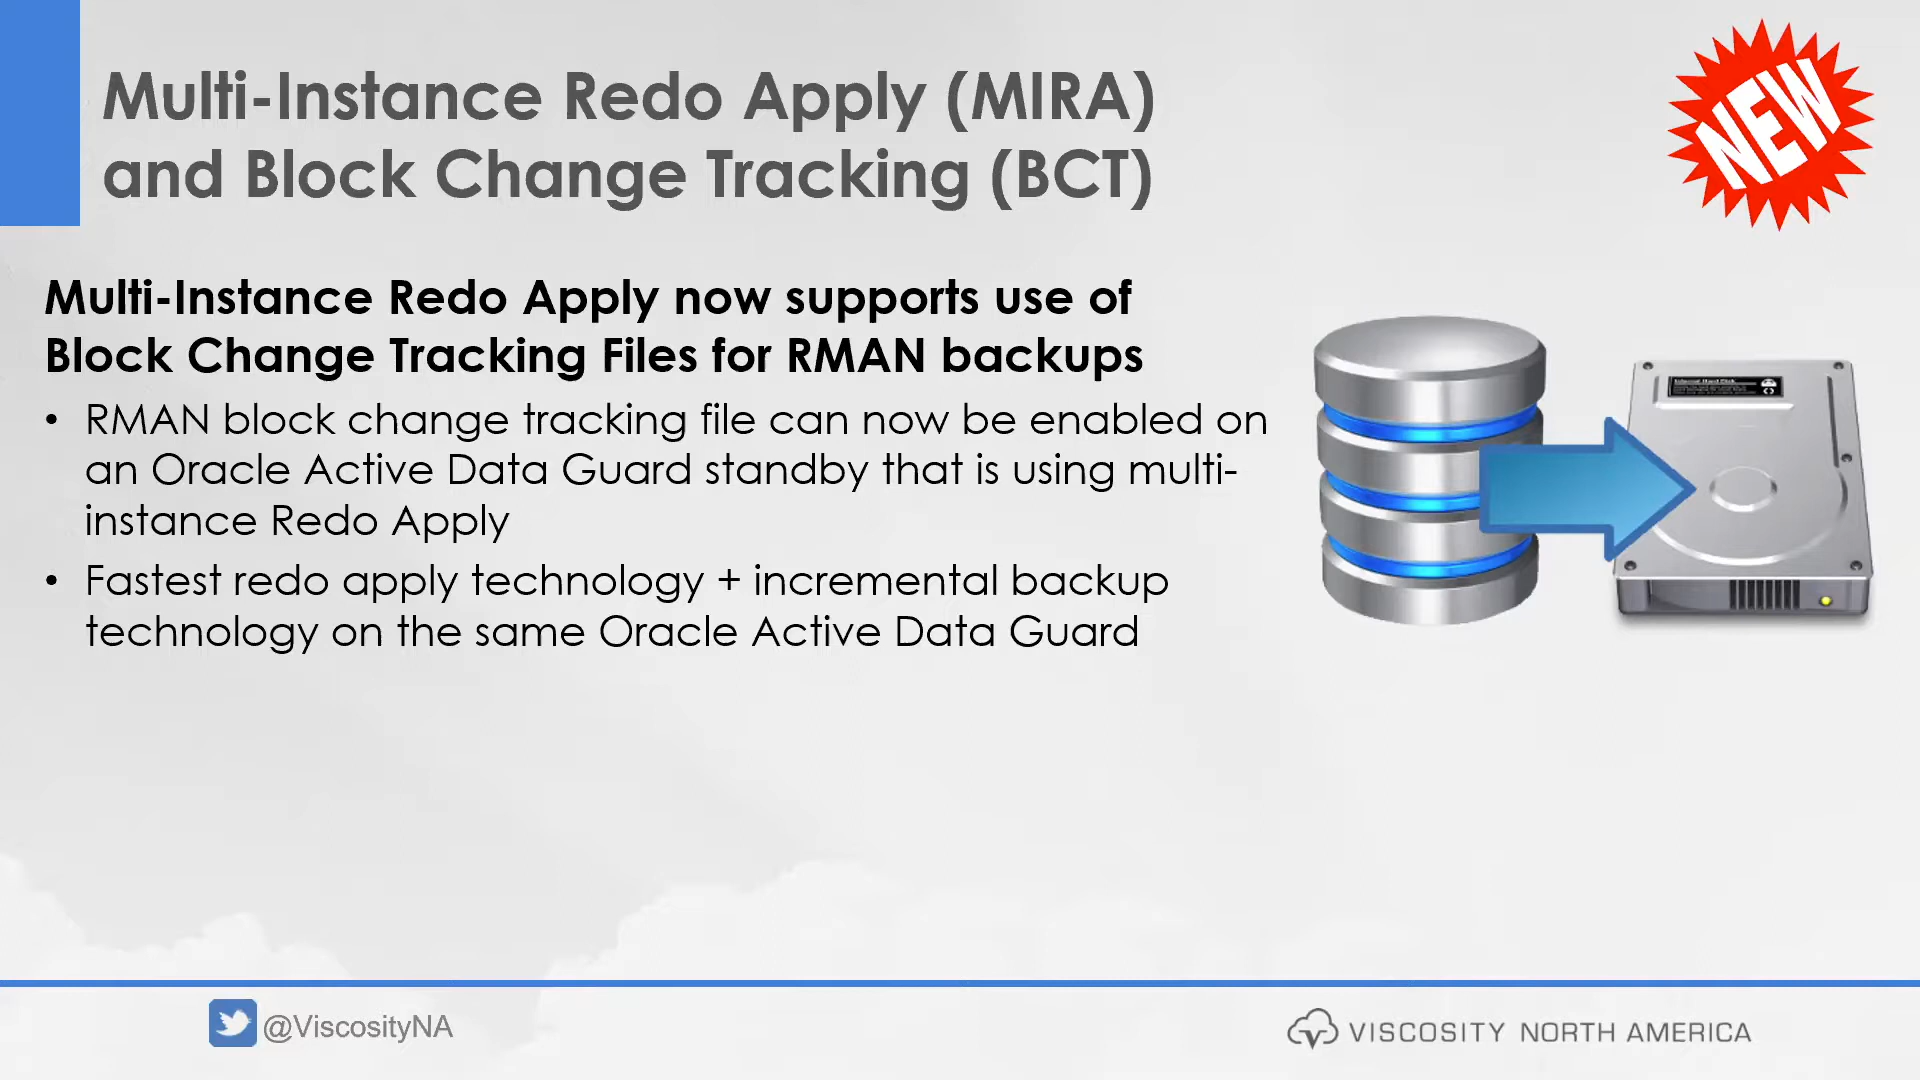 Multi-Instance Redo Apply (MIRA)
and Block Change Tracking (BCT)
NEW
Multi-Instance Redo Apply now supports use of
Block Change Tracking Files for RMAN backups
• RMAN block change tracking file can now be enabled on
an Oracle Active Data Guard standby that is using multi-
instance Redo Apply
• Fastest redo apply technology + incremental backup
technology on the same Oracle Active Data Guard
@ViscosityNA
VISCOSITY NORTH AMERICA